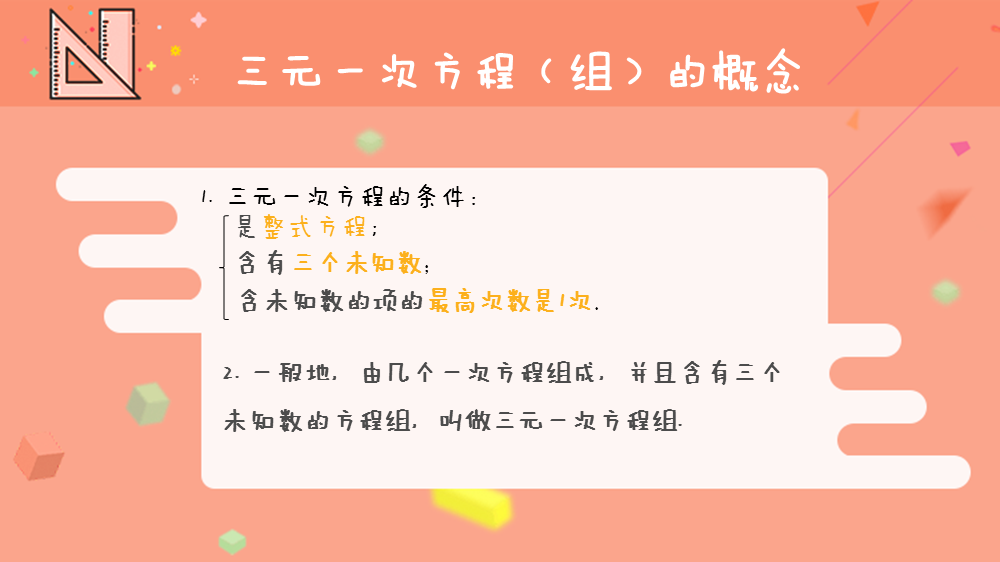 三元一次方程（组）的概念
1. 三元一次方程的条件：
是整式方程；
含有三个未知数；
含未知数的项的最高次数是1次.
2. 一般地，由几个一次方程组成，并且含有三个
未知数的方程组，叫做三元一次方程组.